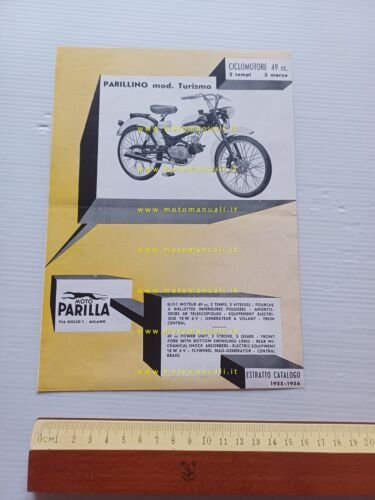 CICLOMOTORE 49 cc.
2 tempi 3 marce
PARILLINO mod. Turismo
www.motomanuali.it
www.motomanuali.it
www.motomanuali.it
www.motomanuali.it
www.motomanuali.it
MOTO
PARILLA
VIA OGLIO 1 - MILANO
BLOC MOTEUR 49 cc, 2 TEMPS, 3 VITESSES - FOURCHE
A BIELLETTES INFERIEURES POUSSEES - AMORTIS-
SEURS AR TELESCOPIQUES - EQUIPEMENT ELECTRI-
QUE 18 W 6 V - GENERATEUR A VOLANT - FREIN
CENTRAL.
49 cc POWER UNIT, 2 STROKE, 3 GEARS - FRONT
FORK WITH BOTTOM SWINGING LINKS - REAR ME-
CHANICAL SHOCK ABSORBERS - ELECTRIC EQUIPMENT
18 W 6 V - FLYWHEEL MAG-GENERATOR - CENTRAL
BRAKE.
ESTRATTO CATALOGO
1955-1956
0 CM 1 2 3 4 5 6 7 8 9 10 11 12 13 14 15 16 17 18 19 20